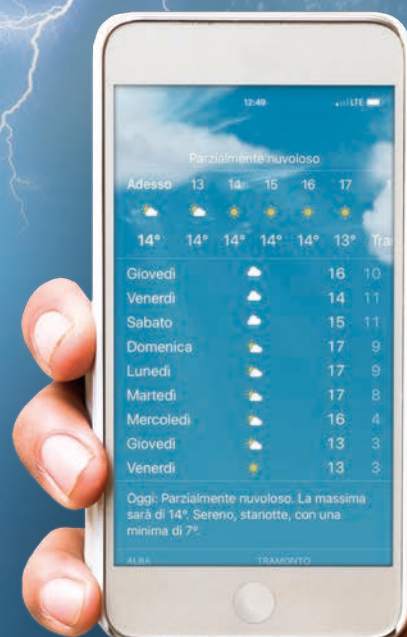 12:49 LTE
Parzialmente nuvoloso
Adesso 13 14 15 16 17
14° 14° 14° 14° 14° 13° Tra
Giovedì 16 10
Venerdì 14 11
Sabato 15 11
Domenica 17 9
Lunedì 17 9
Martedì 17 8
Mercoledì 16 4
Giovedì 13 3
Venerdì 13 3
Oggi: Parzialmente nuvoloso. La massima
sarà di 14°. Sereno, stanotte, con una
minima di 7°.
ALBA TRAMONTO